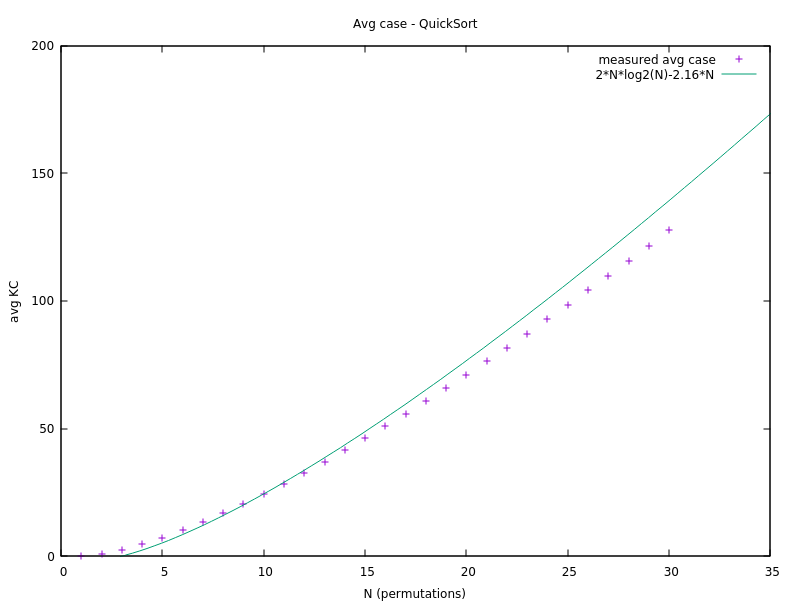 Avg case - QuickSort
200
measured avg case
2*N*log2(N)-2.16*N
150
100
50
0
avg KC
0 5 10 15 20 25 30 35
N (permutations)